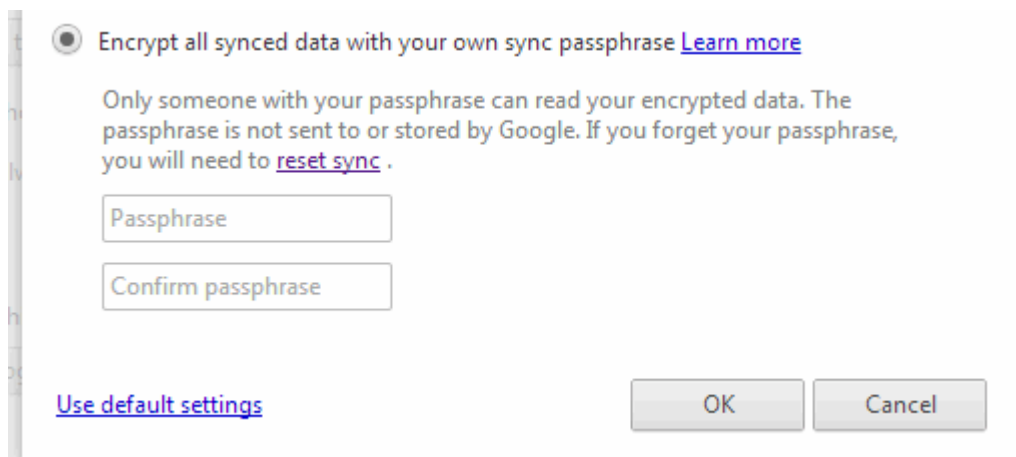 Encrypt all synced data with your own sync passphrase Learn more
Only someone with your passphrase can read your encrypted data. The
passphrase is not sent to or stored by Google. If you forget your passphrase,
you will need to reset sync .
Passphrase
Confirm passphrase
Use default settings
OK
Cancel